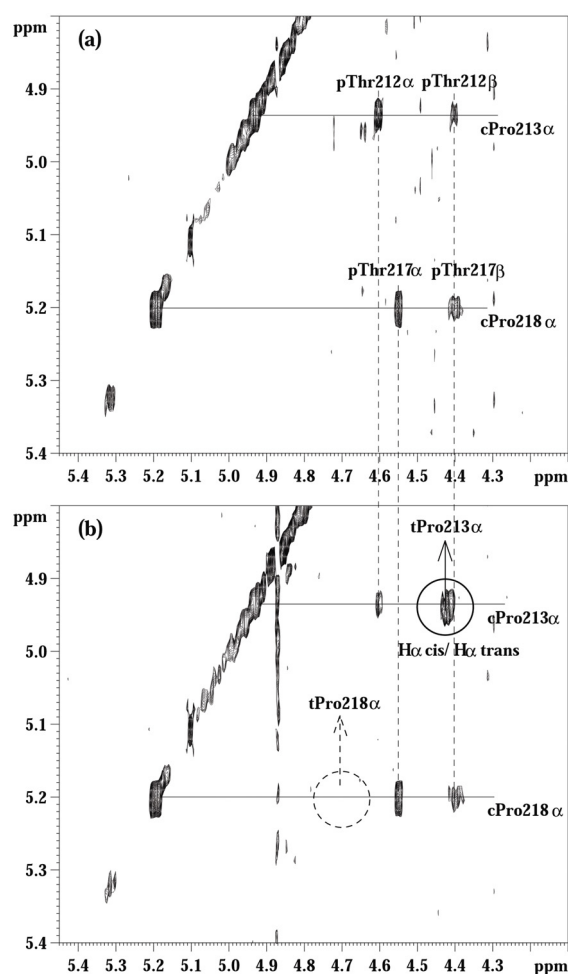 ppm
(a)
4.9
5.0
5.1
5.2
5.3
5.4
pThr212α pThr212β
cPro213α
pThr217α pThr217β
cPro218 α
5.4 5.3 5.2 5.1 5.0 4.9 4.8 4.7 4.6 4.5 4.4 4.3 ppm
ppm
(b)
4.9
5.0
5.1
5.2
5.3
5.4
tPro213α
cPro213α
Hα cis/ Hα trans
tPro218α
cPro218 α
5.4 5.3 5.2 5.1 5.0 4.9 4.8 4.7 4.6 4.5 4.4 4.3 ppm